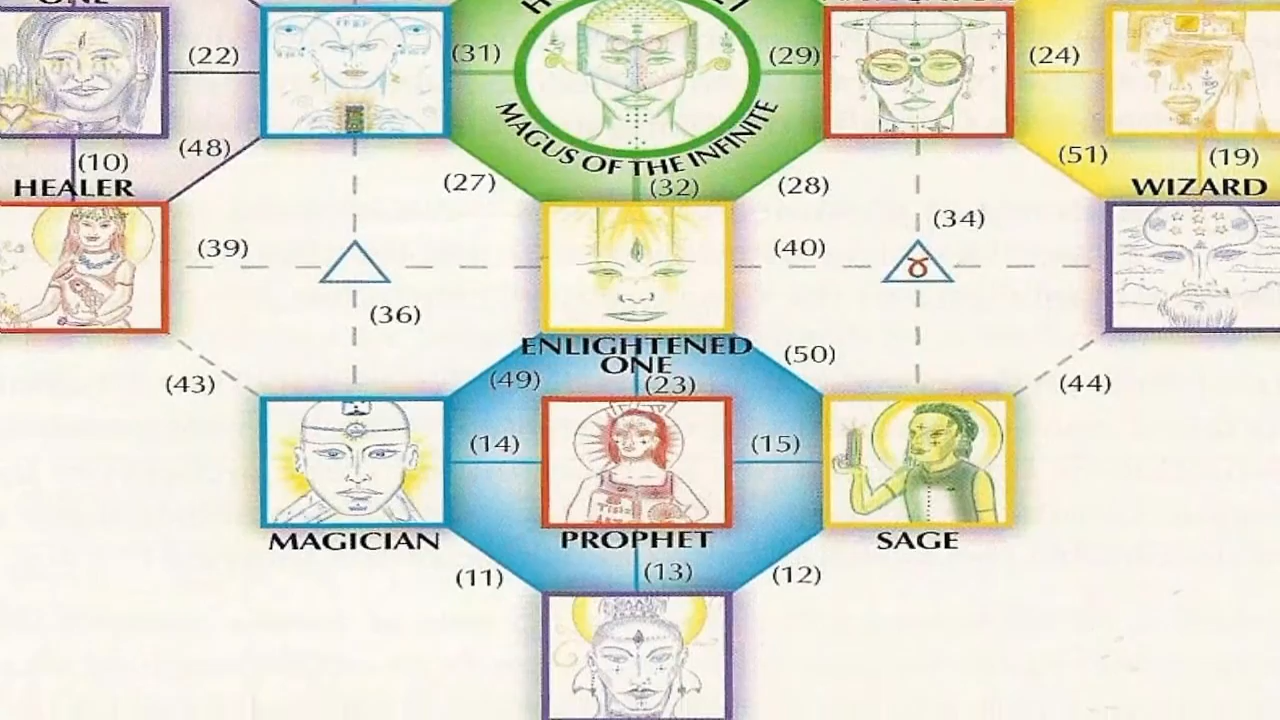 ONE
(22)
(31)
(29)
(24)
MAGUS OF THE INFINITE
(10)
(48)
(27)
(32)
(28)
(51)
(19)
HEALER
WIZARD
(39)
(40)
(34)
(36)
ENLIGHTENED
ONE
(43)
(49)
(23)
(50)
(44)
(14)
(15)
MAGICIAN
PROPHET
SAGE
(11)
(13)
(12)